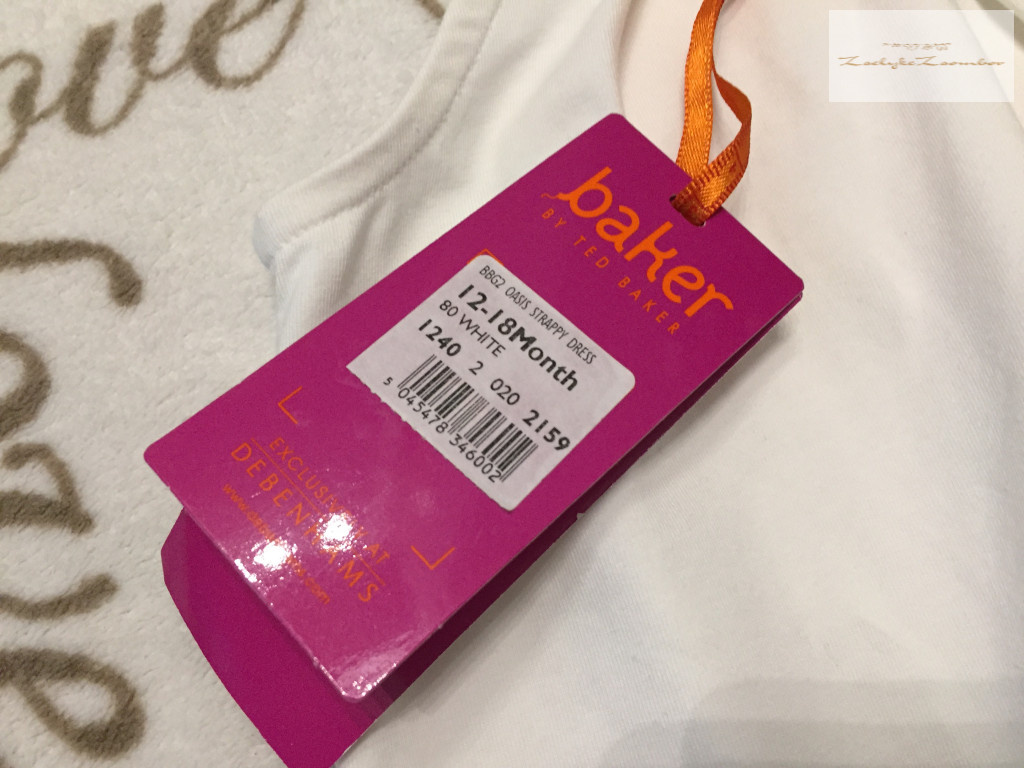 baker
BY TED BAKER
BBG2 OASIS STRAPPY DRESS
12-18Month
80 WHITE
1240 2 020 2159
5 045478 346002
EXCLUSIVELY AT
DEBENHAMS